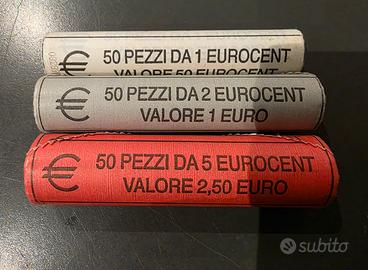 50 PEZZI DA 1 EUROCENT
VALORE 50 EUROCENT
50 PEZZI DA 2 EUROCENT
VALORE 1 EURO
50 PEZZI DA 5 EUROCENT
VALORE 2,50 EURO
subito